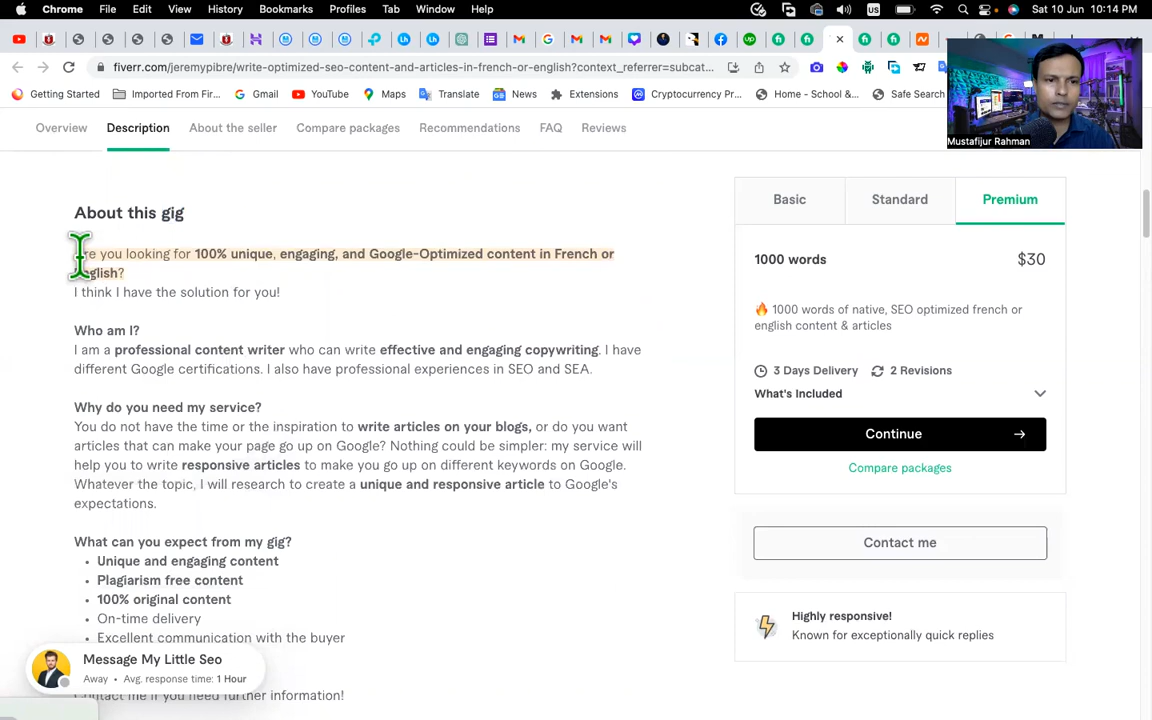 Chrome File Edit View History Bookmarks Profiles Tab Window Help
US
Sat 10 Jun 10:14 PM
fiverr.com/jeremypibre/write-optimized-seo-content-and-articles-in-french-or-english?context_referrer=subcat...
Getting Started
Imported From Fir...
Gmail
YouTube
Maps
Translate
News
Extensions
Cryptocurrency Pr...
Home - School &...
Safe Search
Mustafijur Rahman
Overview
Description
About the seller
Compare packages
Recommendations
FAQ
Reviews
About this gig
re you looking for 100% unique, engaging, and Google-Optimized content in French or
nglish?
I think I have the solution for you!
Who am I?
I am a professional content writer who can write effective and engaging copywriting. I have
different Google certifications. I also have professional experiences in SEO and SEA.
Why do you need my service?
You do not have the time or the inspiration to write articles on your blogs, or do you want
articles that can make your page go up on Google? Nothing could be simpler: my service will
help you to write responsive articles to make you go up on different keywords on Google.
Whatever the topic, I will research to create a unique and responsive article to Google's
expectations.
What can you expect from my gig?
• Unique and engaging content
• Plagiarism free content
• 100% original content
• On-time delivery
• Excellent communication with the buyer
Contact me if you need further information!
Message My Little Seo
Away • Avg. response time: 1 Hour
Basic
Standard
Premium
1000 words
$30
🔥 1000 words of native, SEO optimized french or
english content & articles
3 Days Delivery
2 Revisions
What's Included
Continue
Compare packages
Contact me
Highly responsive!
Known for exceptionally quick replies